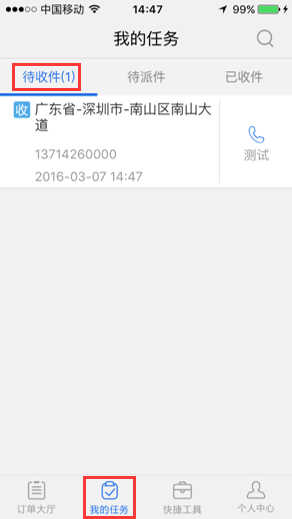 中国移动 14:47 99%
我的任务
待收件(1) 待派件 已收件
收 广东省-深圳市-南山区南山大
道
13714260000
测试
2016-03-07 14:47
订单大厅 我的任务 快捷工具 个人中心